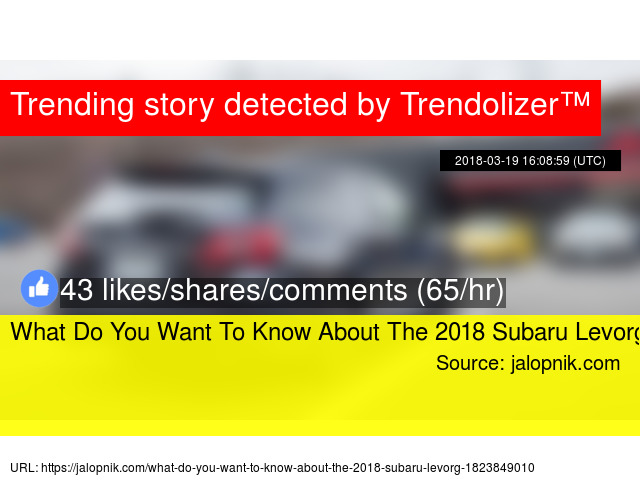 Trending story detected by Trendolizer™
2018-03-19 16:08:59 (UTC)
43 likes/shares/comments (65/hr)
What Do You Want To Know About The 2018 Subaru Levorg
Source: jalopnik.com
URL: https://jalopnik.com/what-do-you-want-to-know-about-the-2018-subaru-levorg-1823849010